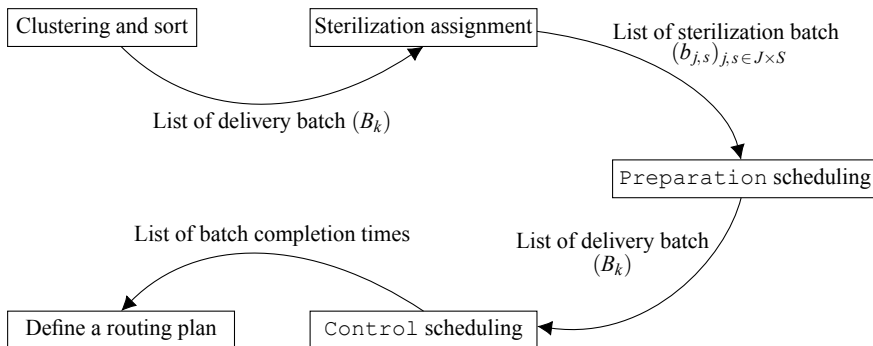 Clustering and sort
Sterilization assignment
List of sterilization batch
(b_{j,s})_{j,s∈J×S}
List of delivery batch (B_k)
Preparation scheduling
List of delivery batch
(B_k)
List of batch completion times
Define a routing plan
Control scheduling